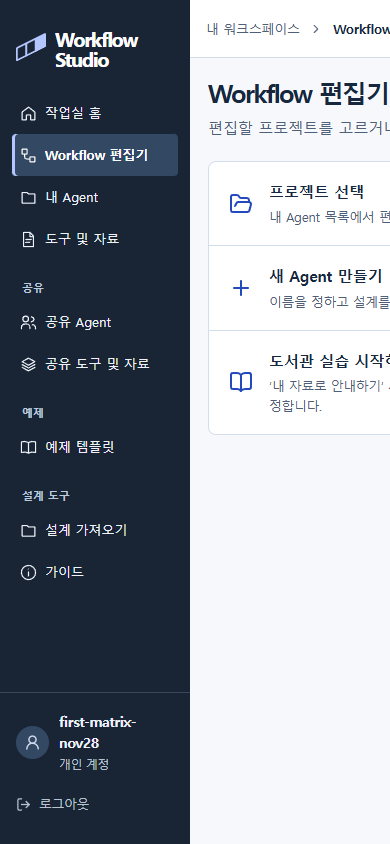 Workflow
Studio
작업실 홈
Workflow 편집기
내 Agent
도구 및 자료
공유
공유 Agent
공유 도구 및 자료
예제
예제 템플릿
설계 도구
설계 가져오기
가이드
first-matrix-
nov28
개인 계정
로그아웃
내 워크스페이스
Workflow
Workflow 편집기
편집할 프로젝트를 고르거나
프로젝트 선택
내 Agent 목록에서 편
새 Agent 만들기
이름을 정하고 설계를
도서관 실습 시작하
'내 자료로 안내하기'
정합니다.